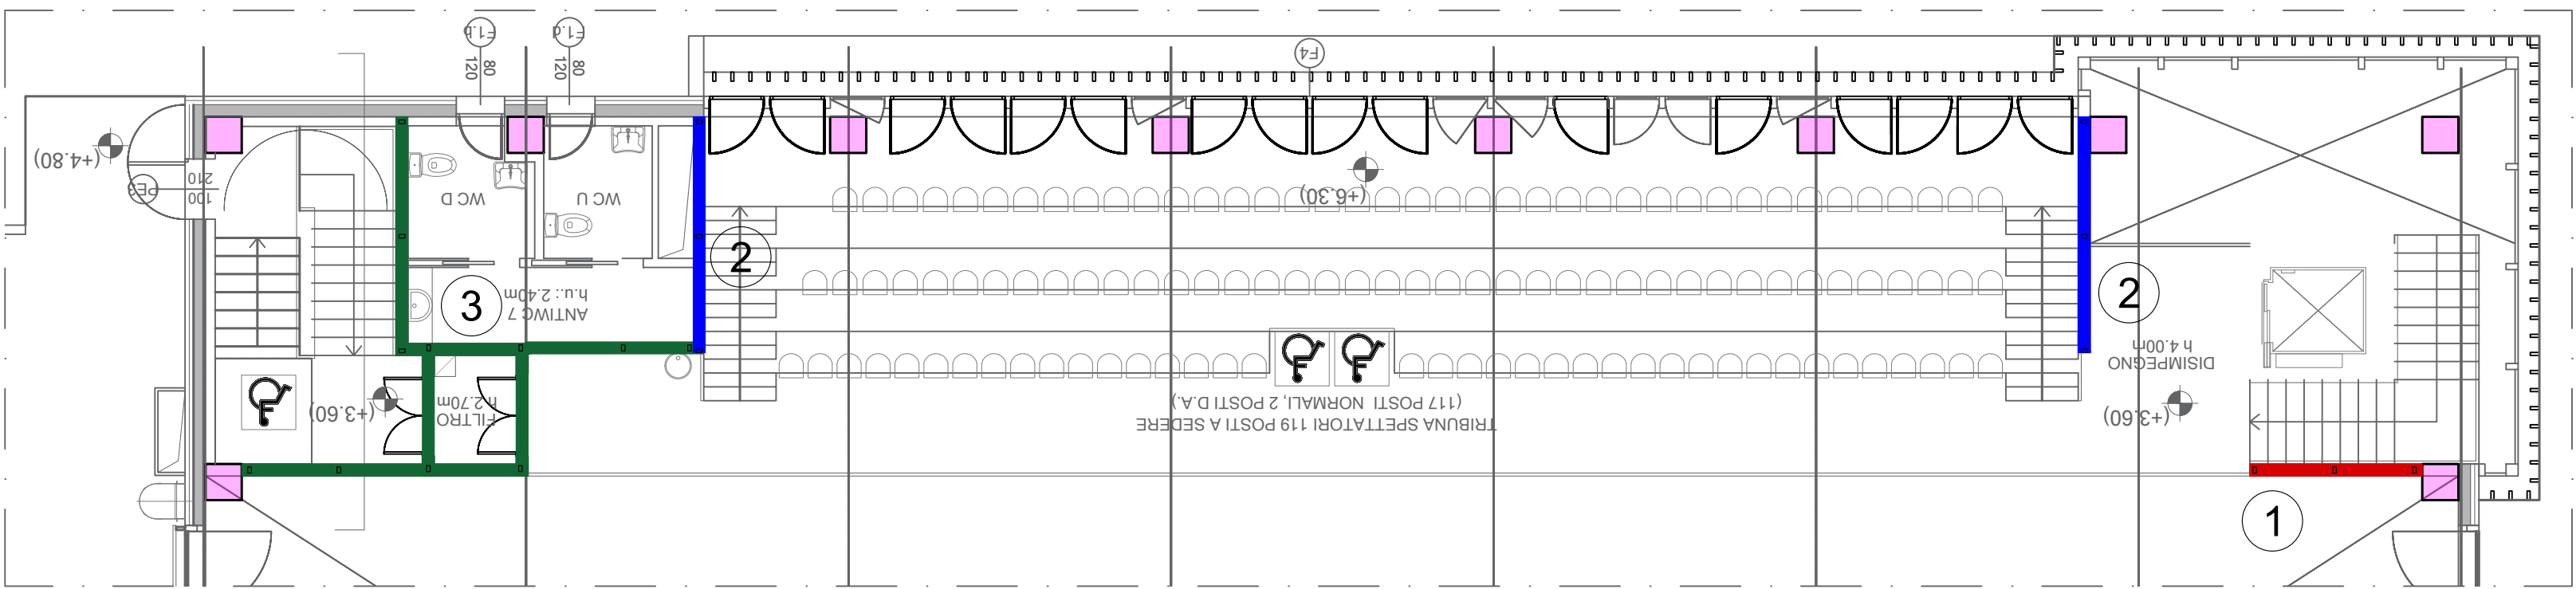 F1.b
80
120
F1.d
80
120
F4
(+4.80)
PE3
100
210
WC D
WC U
(+6.30)
2
3
ANTIWC 7
h.u.: 2.40m
2
DISIMPEGNO
h 4.00m
(+3.60)
FILTRO
h 2.70m
TRIBUNA SPETTATORI 119 POSTI A SEDERE
(117 POSTI NORMALI, 2 POSTI D.A.)
(+3.60)
1